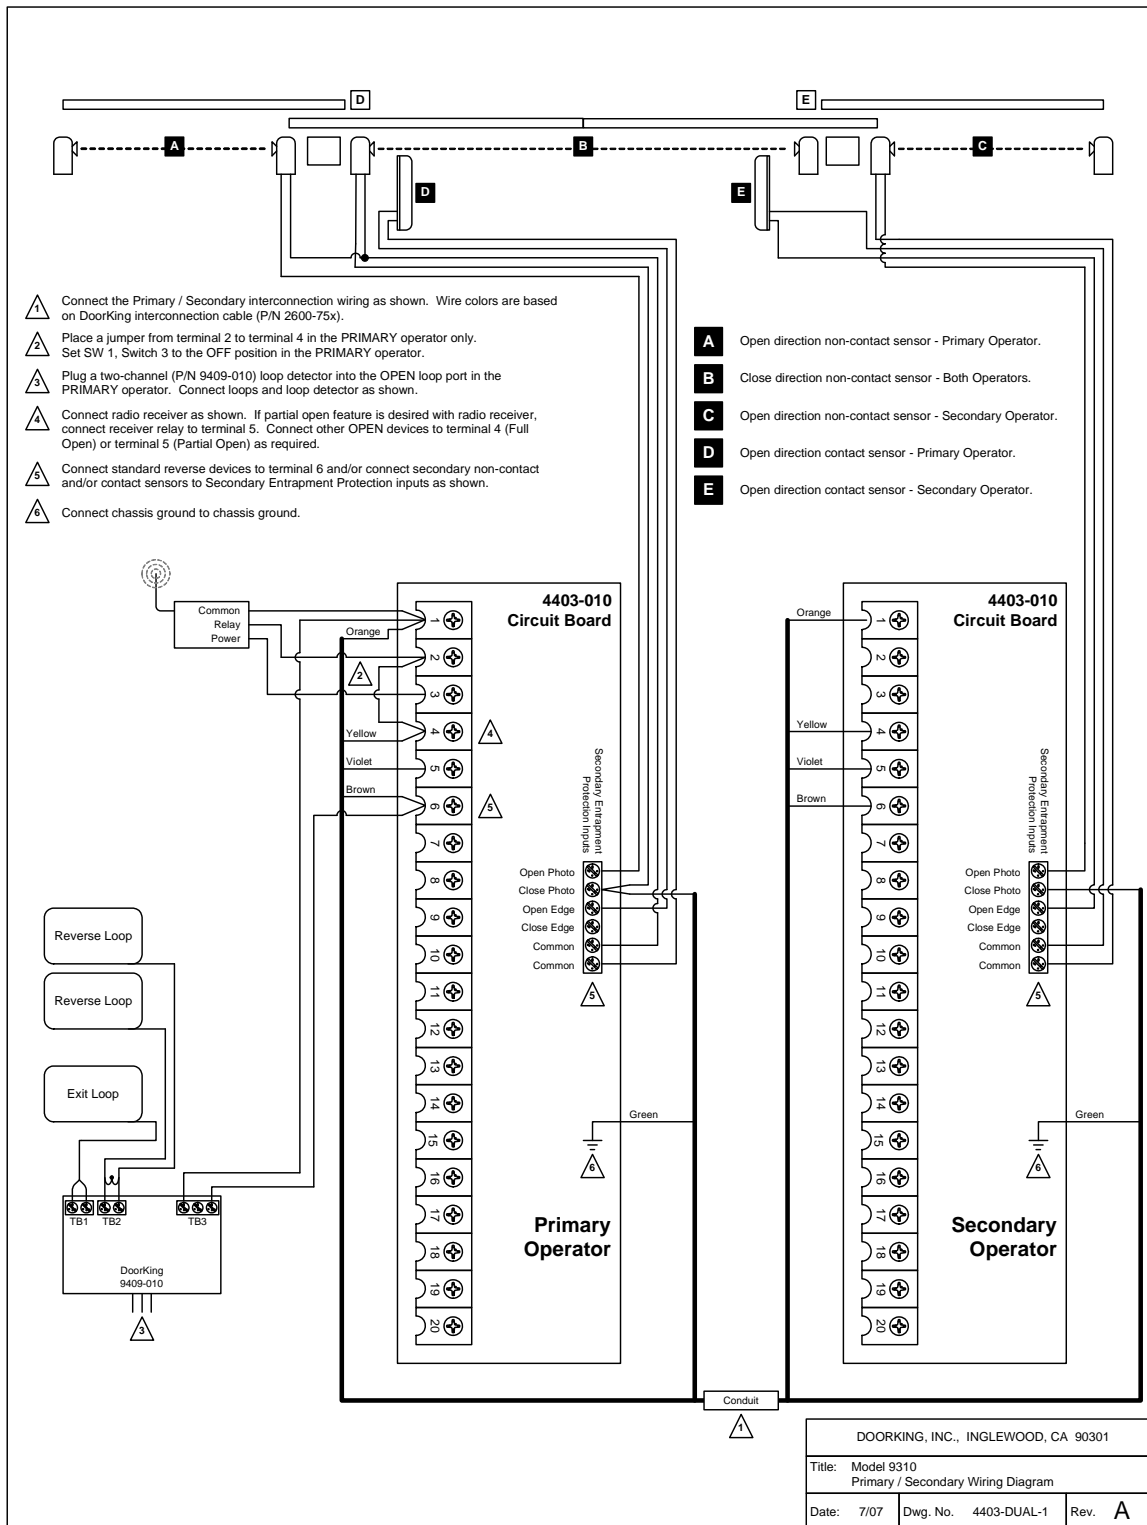 D
E
A
B
C
D
E
1 Connect the Primary / Secondary interconnection wiring as shown. Wire colors are based
on DoorKing interconnection cable (P/N 2600-75x).
2 Place a jumper from terminal 2 to terminal 4 in the PRIMARY operator only.
Set SW 1, Switch 3 to the OFF position in the PRIMARY operator.
3 Plug a two-channel (P/N 9409-010) loop detector into the OPEN loop port in the
PRIMARY operator. Connect loops and loop detector as shown.
4 Connect radio receiver as shown. If partial open feature is desired with radio receiver,
connect receiver relay to terminal 5. Connect other OPEN devices to terminal 4 (Full
Open) or terminal 5 (Partial Open) as required.
5 Connect standard reverse devices to terminal 6 and/or connect secondary non-contact
and/or contact sensors to Secondary Entrapment Protection inputs as shown.
6 Connect chassis ground to chassis ground.
A Open direction non-contact sensor - Primary Operator.
B Close direction non-contact sensor - Both Operators.
C Open direction non-contact sensor - Secondary Operator.
D Open direction contact sensor - Primary Operator.
E Open direction contact sensor - Secondary Operator.
Common
Relay
Power
Orange
2
Yellow
Violet
Brown
1
2
3
4
5
6
7
8
9
10
11
12
13
14
15
16
17
18
19
20
4
5
4403-010
Circuit Board
Secondary Entrapment
Protection Inputs
Open Photo
Close Photo
Open Edge
Close Edge
Common
Common
5
Green
6
Primary
Operator
Orange
Yellow
Violet
Brown
1
2
3
4
5
6
7
8
9
10
11
12
13
14
15
16
17
18
19
20
4403-010
Circuit Board
Secondary Entrapment
Protection Inputs
Open Photo
Close Photo
Open Edge
Close Edge
Common
Common
5
Green
6
Secondary
Operator
Reverse Loop
Reverse Loop
Exit Loop
TB1 TB2 TB3
DoorKing
9409-010
3
Conduit
1
DOORKING, INC., INGLEWOOD, CA 90301
Title: Model 9310
Primary / Secondary Wiring Diagram
Date: 7/07 Dwg. No. 4403-DUAL-1 Rev. A